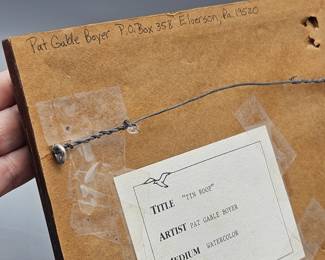 Pat Gable Boyer P.O. Box 358 Elverson, Pa. 19520
TITLE "TIN ROOF"
ARTIST PAT GABLE BOYER
MEDIUM WATERCOLOR